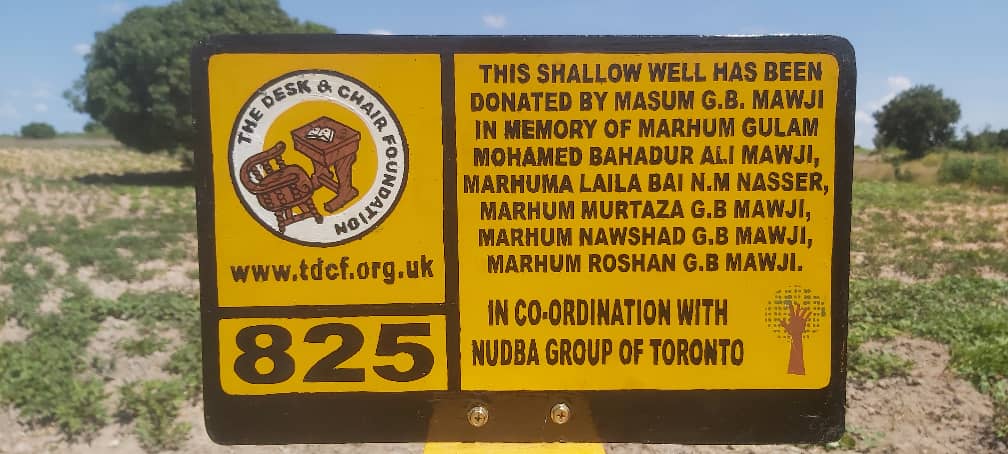 THE DESK & CHAIR FOUNDATION
www.tdcf.org.uk
825
THIS SHALLOW WELL HAS BEEN
DONATED BY MASUM G.B. MAWJI
IN MEMORY OF MARHUM GULAM
MOHAMED BAHADUR ALI MAWJI,
MARHUMA LAILA BAI N.M NASSER,
MARHUM MURTAZA G.B MAWJI,
MARHUM NAWSHAD G.B MAWJI,
MARHUM ROSHAN G.B MAWJI.
IN CO-ORDINATION WITH
NUDBA GROUP OF TORONTO